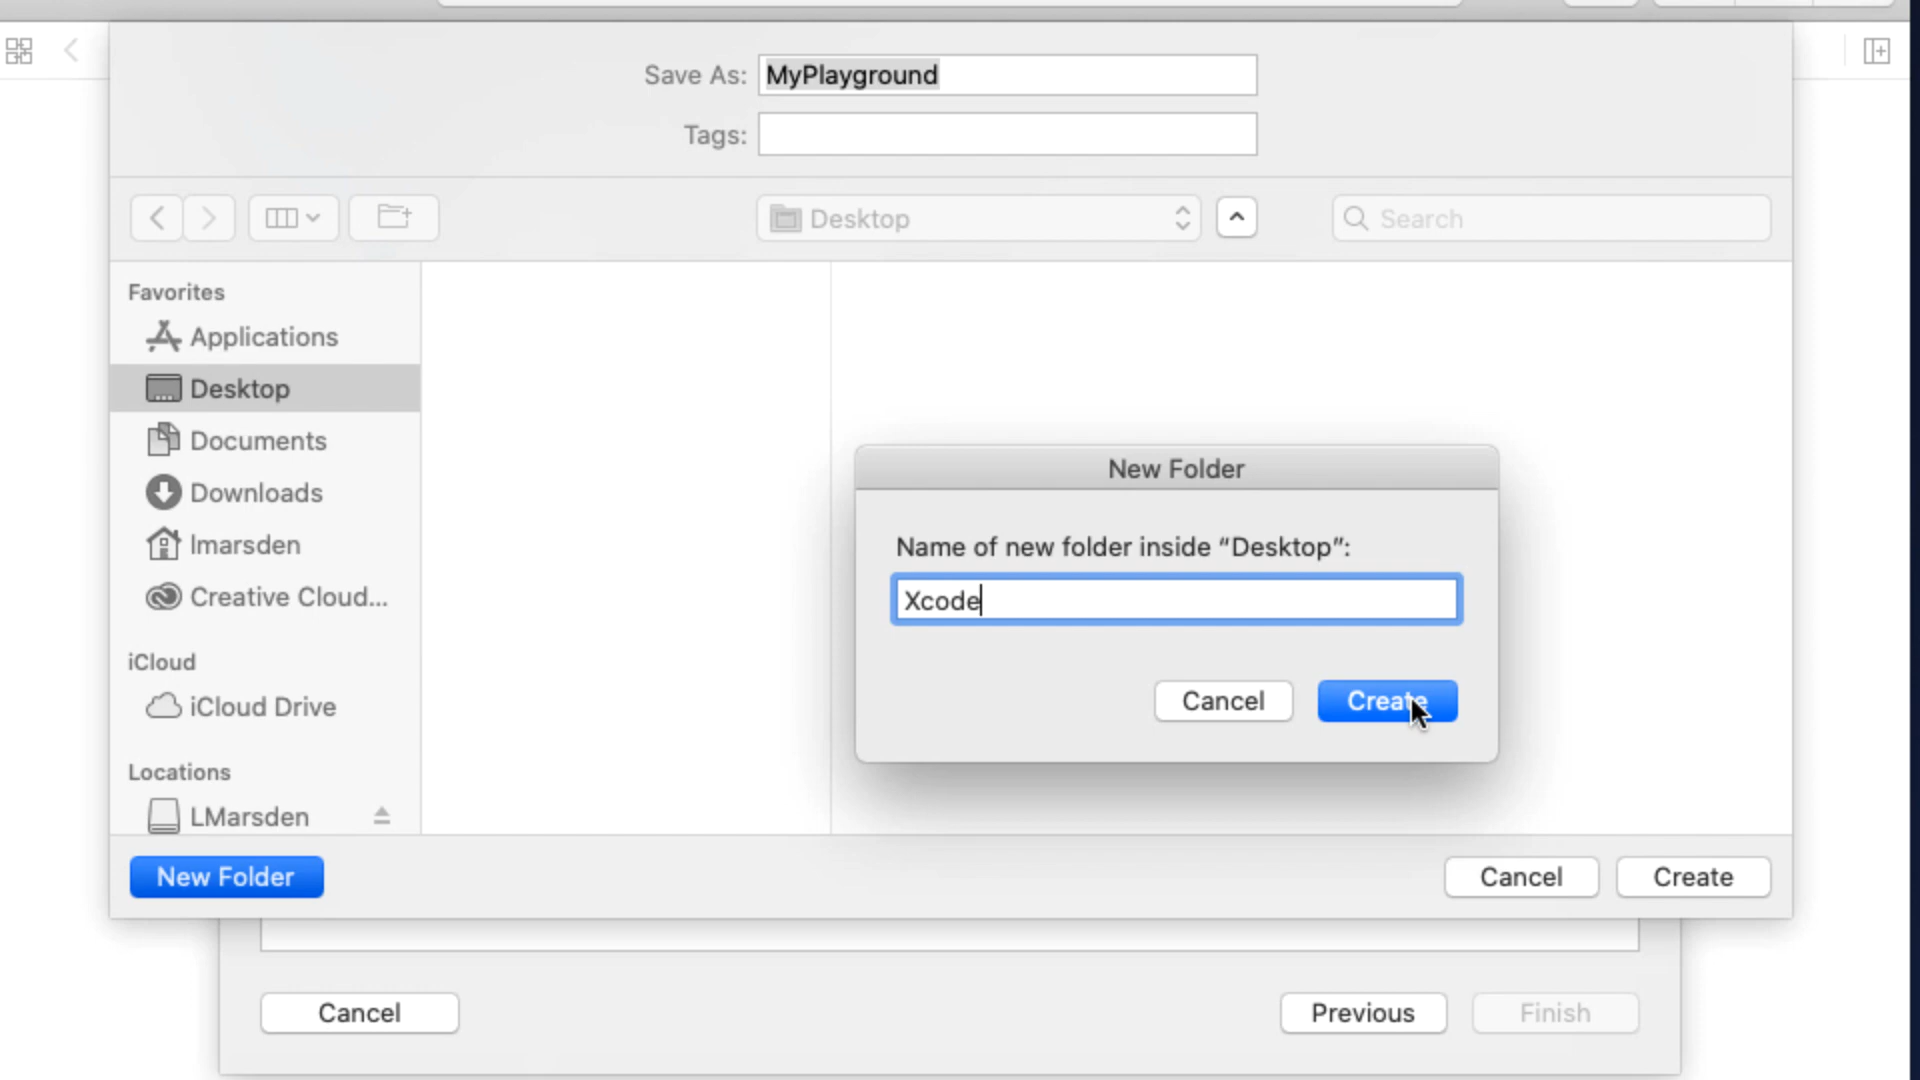 Save As: MyPlayground
Tags:
Desktop
Search
Favorites
Applications
Desktop
Documents
Downloads
lmarsden
Creative Cloud...
iCloud
iCloud Drive
Locations
LMarsden
New Folder
Name of new folder inside “Desktop”:
Xcode
Cancel Create
New Folder Cancel Create
Cancel Previous Finish